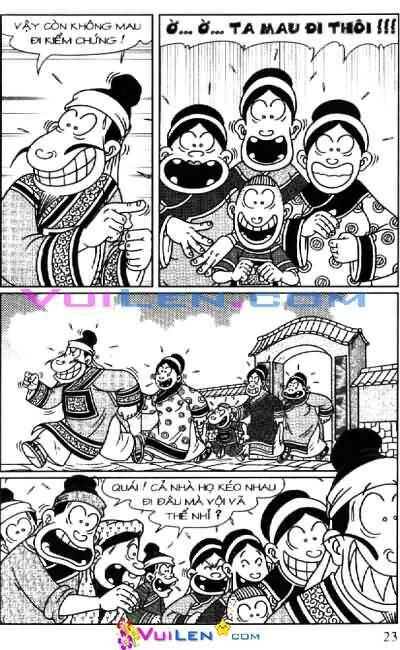 VẬY CÒN KHÔNG MAU
ĐI KIỂM CHỨNG !
Ờ... Ờ... TA MAU ĐI THÔI !!!
VUILEN.COM
QUÁI ! CẢ NHÀ HỌ KÉO NHAU
ĐI ĐÂU MÀ VỘI VÃ
THẾ NHỈ ?
23
VUILEN.COM